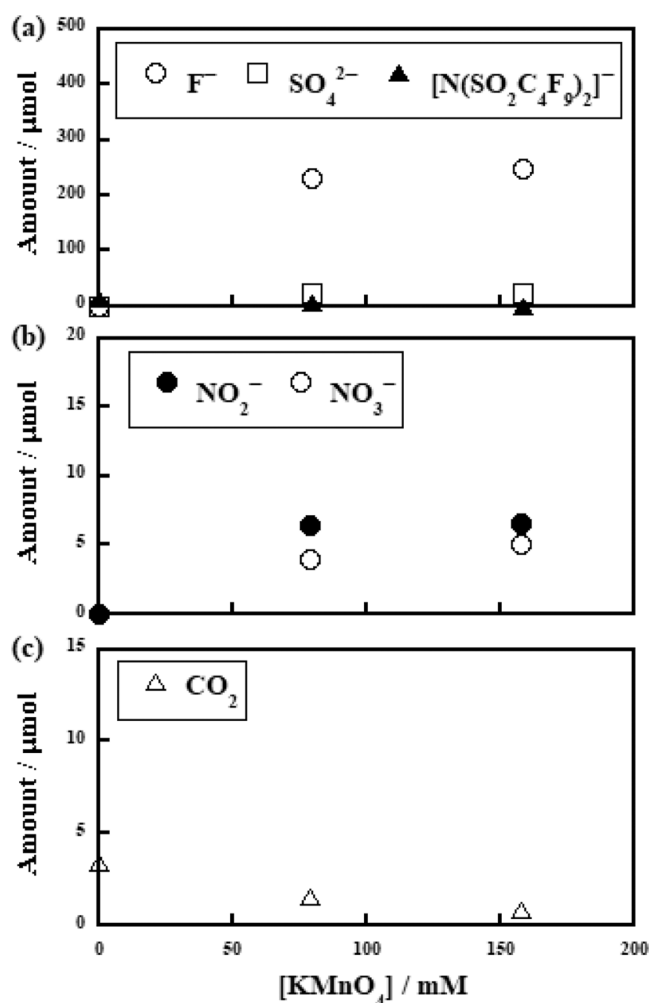 (a)
500
400
300
200
100
0
Amount / μmol
F⁻ SO₄²⁻ [N(SO₂C₄F₉)₂]⁻
(b)
20
15
10
5
0
Amount / μmol
NO₂⁻ NO₃⁻
(c)
15
10
5
0
Amount / μmol
CO₂
0 50 100 150 200
[KMnO₄] / mM